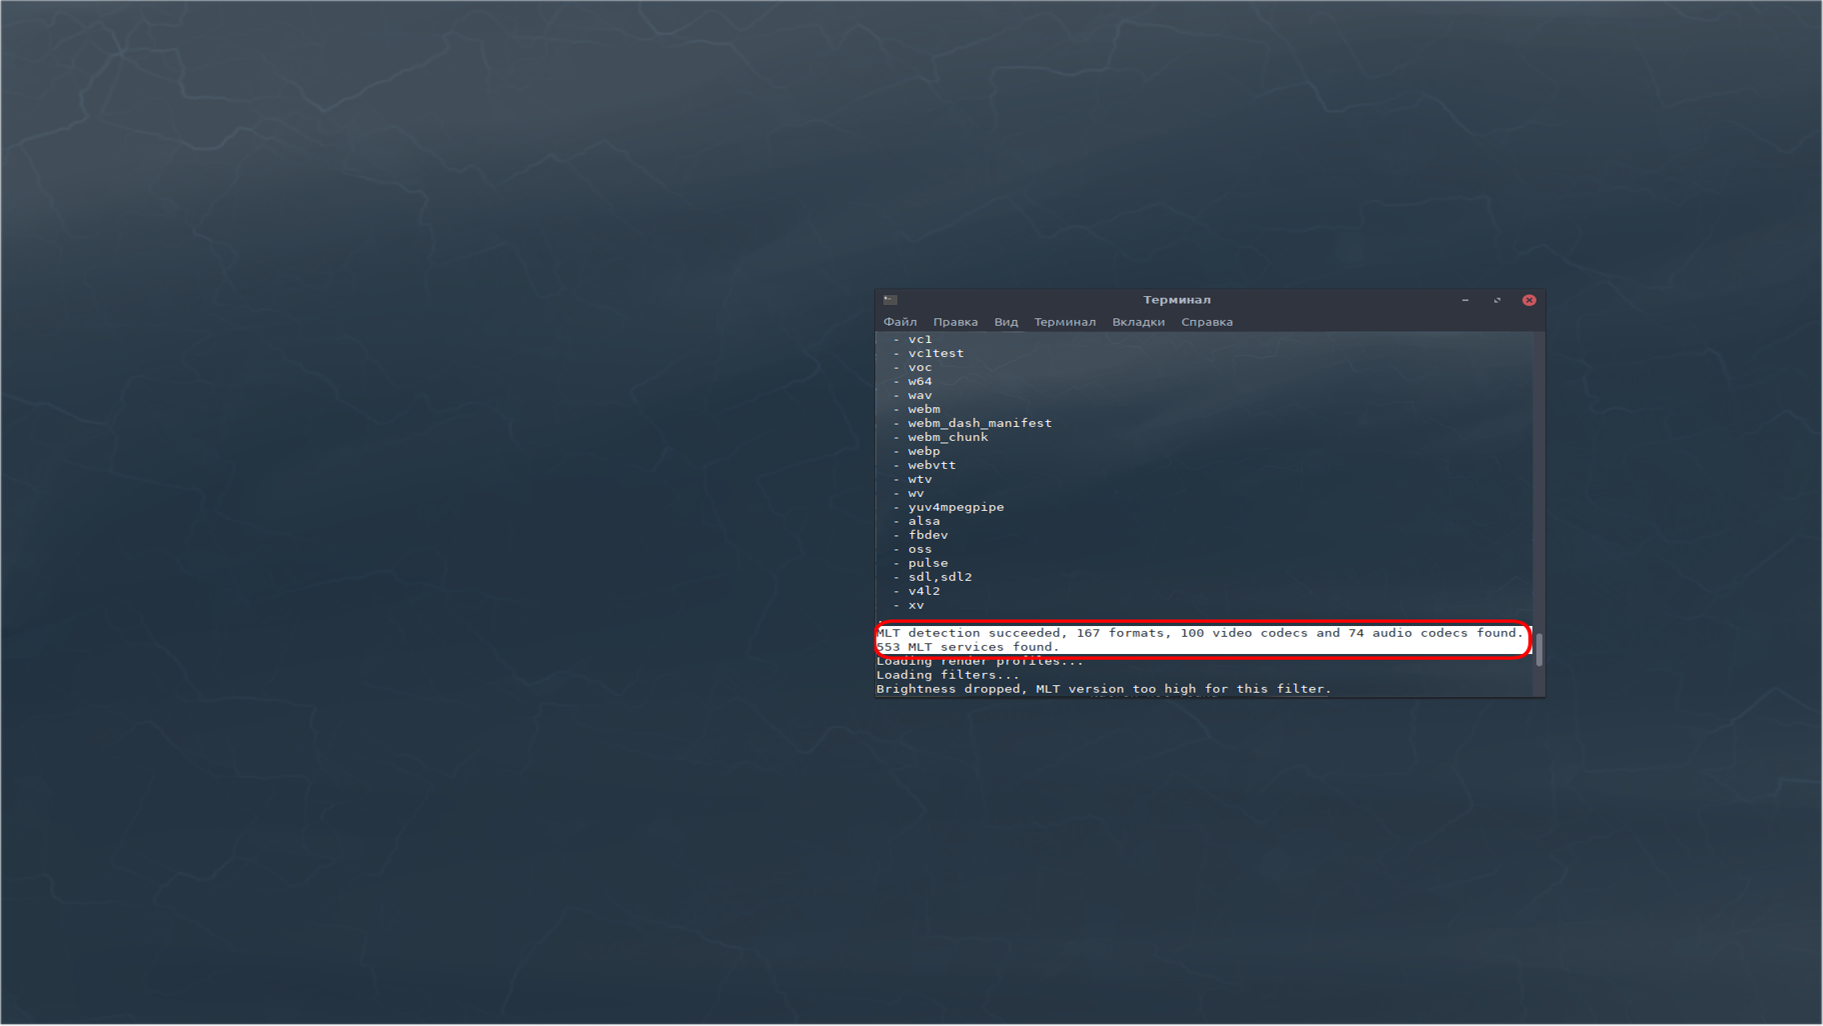 Терминал
Файл Правка Вид Терминал Вкладки Справка
- vc1
- vc1test
- voc
- w64
- wav
- webm
- webm_dash_manifest
- webm_chunk
- webp
- webvtt
- wtv
- wv
- yuv4mpegpipe
- alsa
- fbdev
- oss
- pulse
- sdl,sdl2
- v4l2
- xv
MLT detection succeeded, 167 formats, 100 video codecs and 74 audio codecs found.
553 MLT services found.
Loading render profiles...
Loading filters...
Brightness dropped, MLT version too high for this filter.